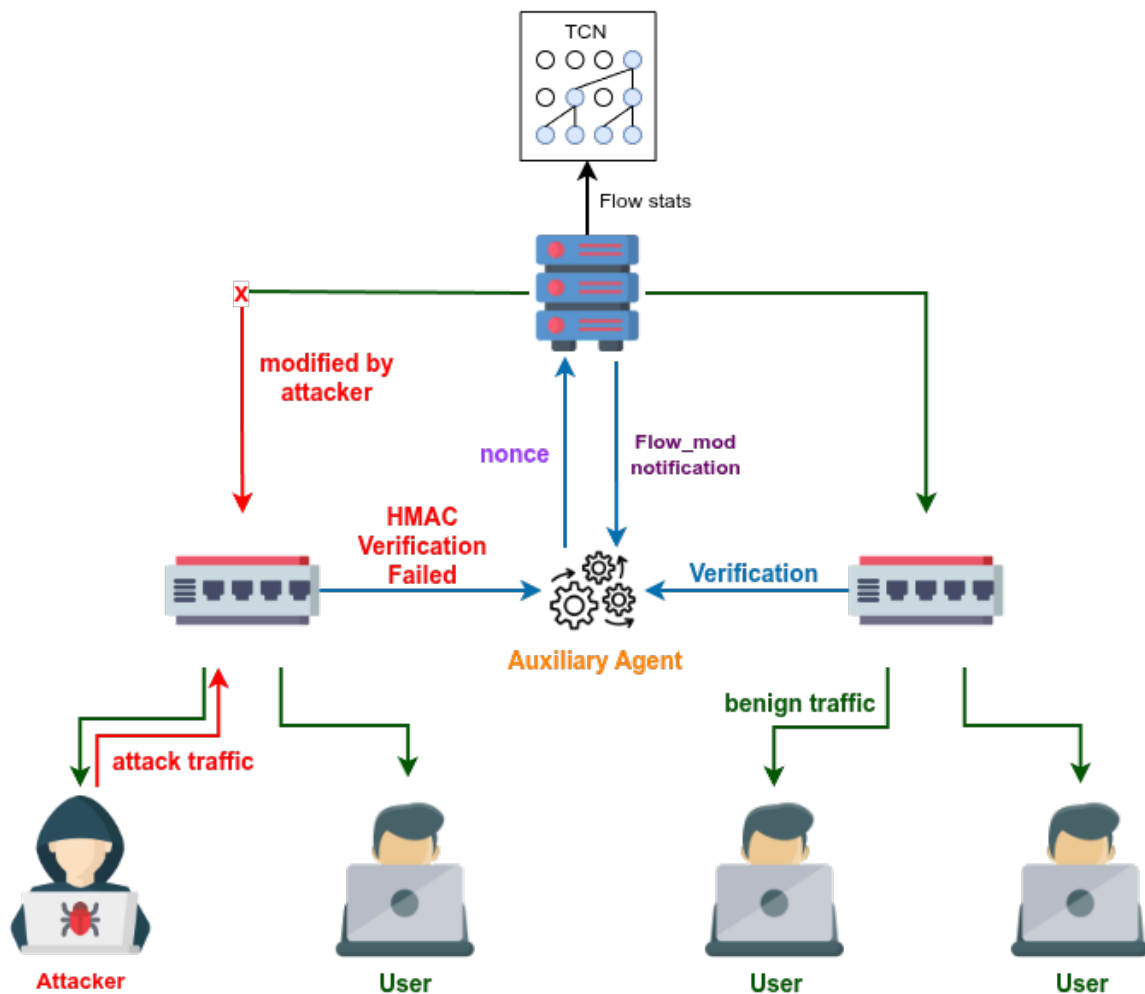 TCN
Flow stats
X
modified by
attacker
nonce
Flow_mod
notification
HMAC
Verification
Failed
Verification
Auxiliary Agent
benign traffic
attack traffic
Attacker
User
User
User